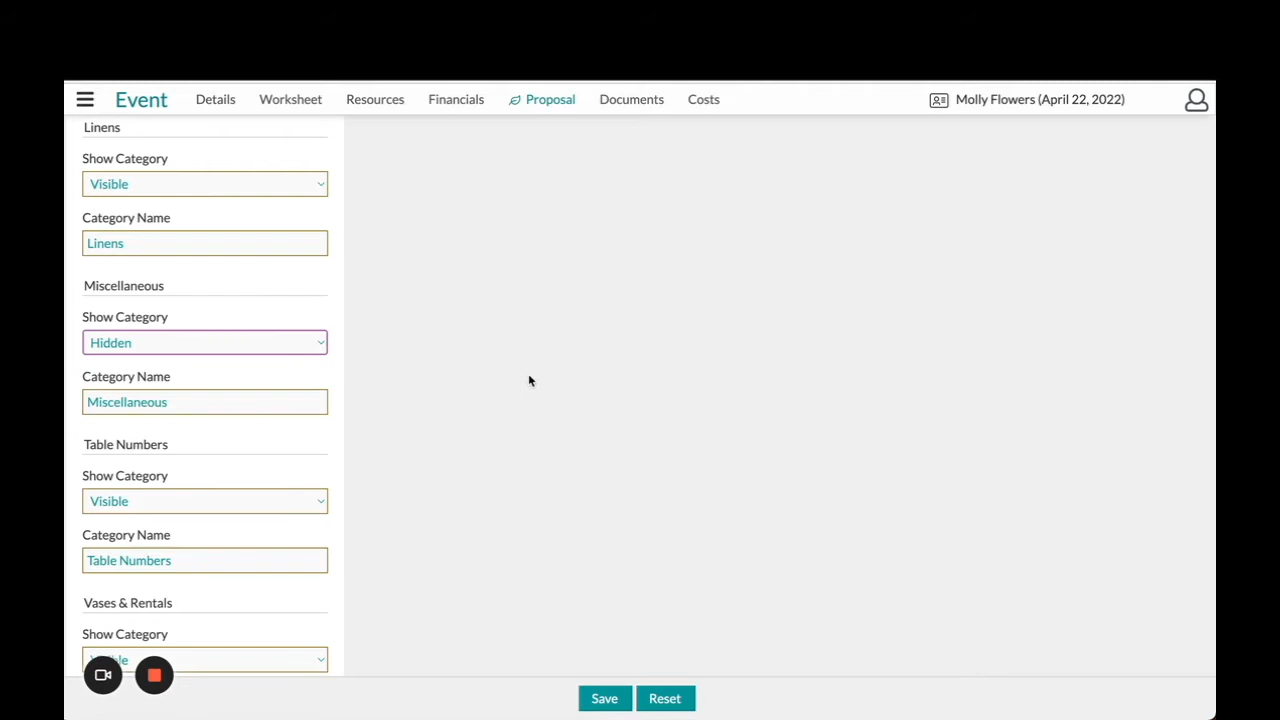 Event Details Worksheet Resources Financials Proposal Documents Costs Molly Flowers (April 22, 2022)
Linens
Show Category
Visible
Category Name
Linens
Miscellaneous
Show Category
Hidden
Category Name
Miscellaneous
Table Numbers
Show Category
Visible
Category Name
Table Numbers
Vases & Rentals
Show Category
Save Reset